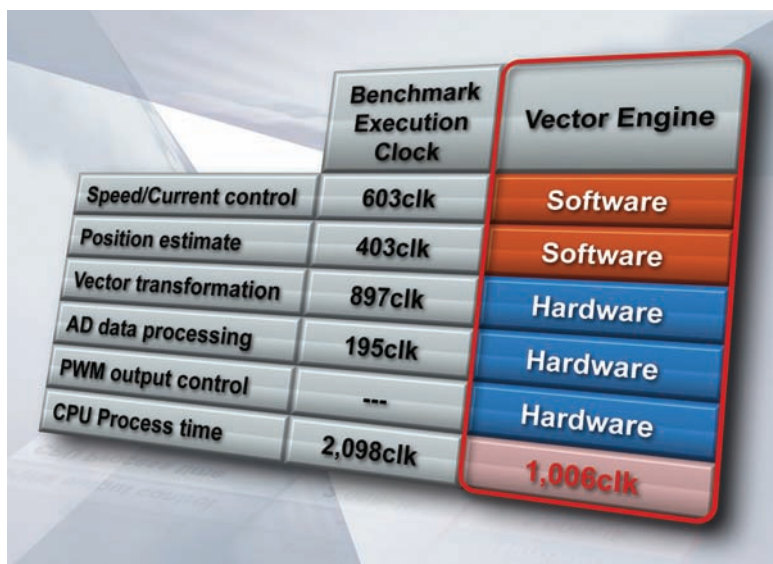 Benchmark
Execution
Clock
Vector Engine
Speed/Current control 603clk Software
Position estimate 403clk Software
Vector transformation 897clk Hardware
AD data processing 195clk Hardware
PWM output control --- Hardware
CPU Process time 2,098clk 1,006clk